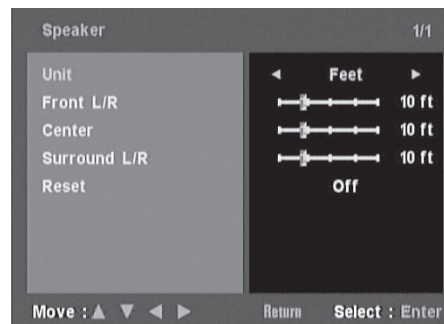 Speaker 1/1
Unit ◄ Feet ►
Front L/R 10 ft
Center 10 ft
Surround L/R 10 ft
Reset Off
Move : ▲ ▼ ◄ ► Return Select : Enter